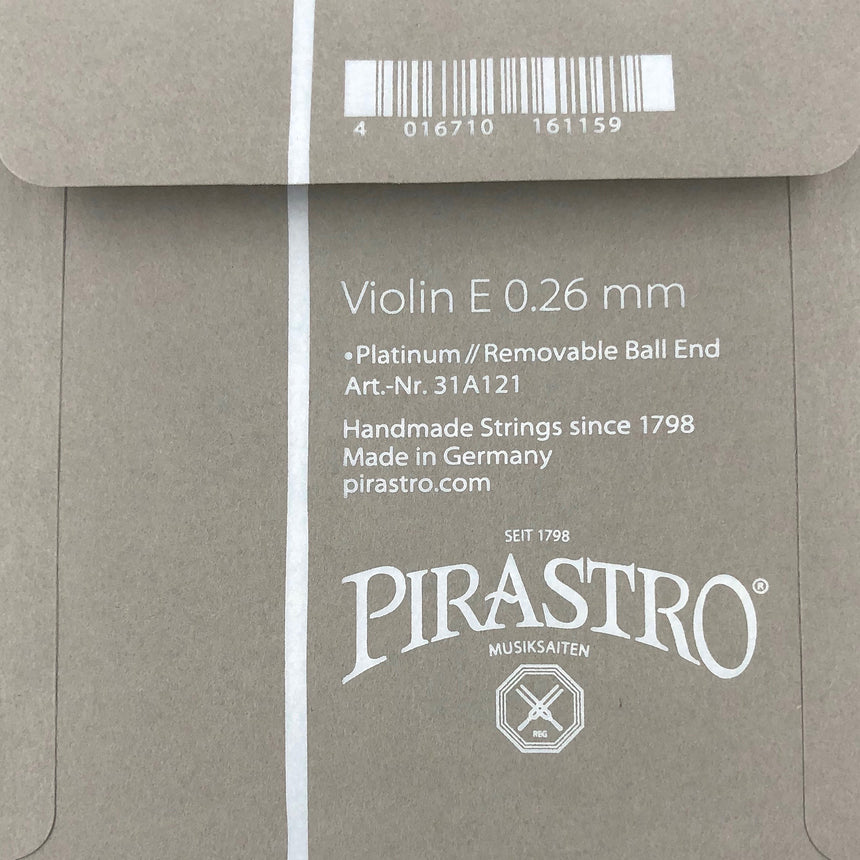 4 016710 161159
Violin E 0.26 mm
•Platinum//Removable Ball End
Art.-Nr. 31A121
Handmade Strings since 1798
Made in Germany
pirastro.com
SEIT 1798
PIRASTRO®
MUSIKSAITEN
REG